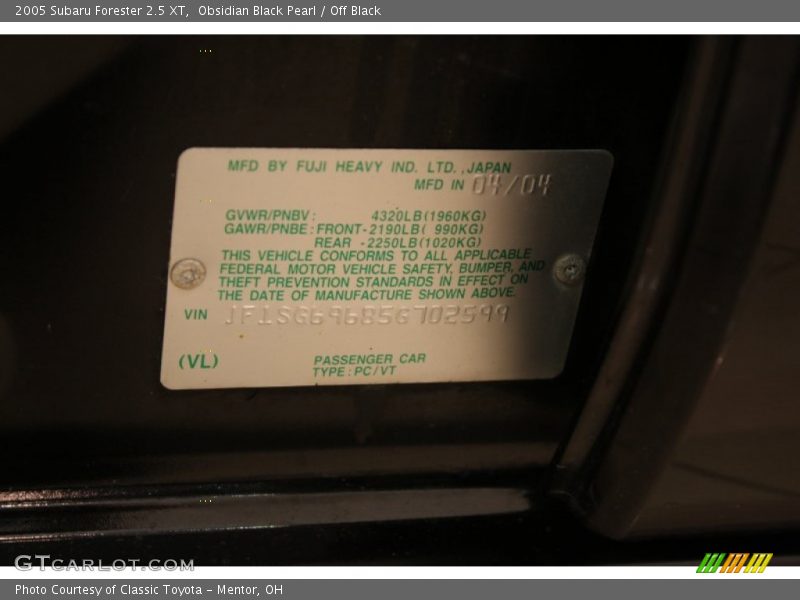 2005 Subaru Forester 2.5 XT,  Obsidian Black Pearl / Off Black
MFD BY FUJI HEAVY IND. LTD., JAPAN
MFD IN 04/04
GVWR/PNBV: 4320LB(1960KG)
GAWR/PNBE: FRONT-2190LB( 990KG)
REAR -2250LB(1020KG)
THIS VEHICLE CONFORMS TO ALL APPLICABLE
FEDERAL MOTOR VEHICLE SAFETY, BUMPER, AND
THEFT PREVENTION STANDARDS IN EFFECT ON
THE DATE OF MANUFACTURE SHOWN ABOVE.
VIN JF1SG69685G702599
(VL) PASSENGER CAR
TYPE: PC/VT
GTCARLOT.COM
Photo Courtesy of Classic Toyota - Mentor, OH